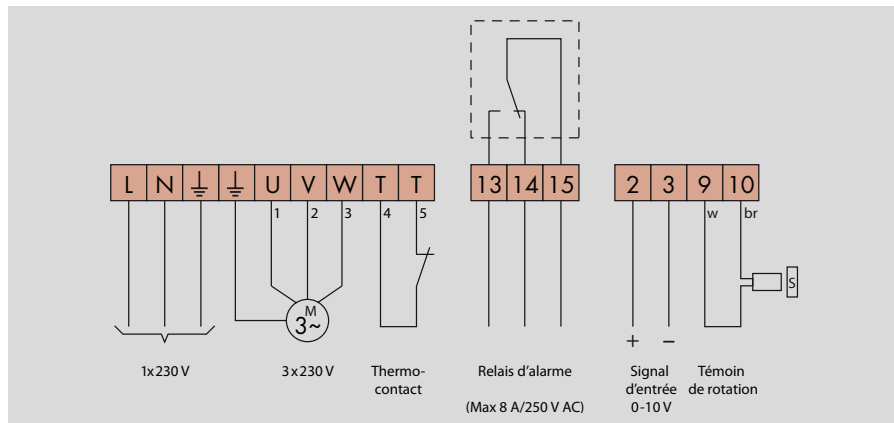 L N U V W T T
13 14 15
2 3 9 10
1 2 3 4 5
w br
M
3~
S
+ −
1x230 V
3x230 V
Thermo-
contact
Relais d'alarme
(Max 8 A/250 V AC)
Signal
d'entrée
0-10 V
Témoin
de rotation